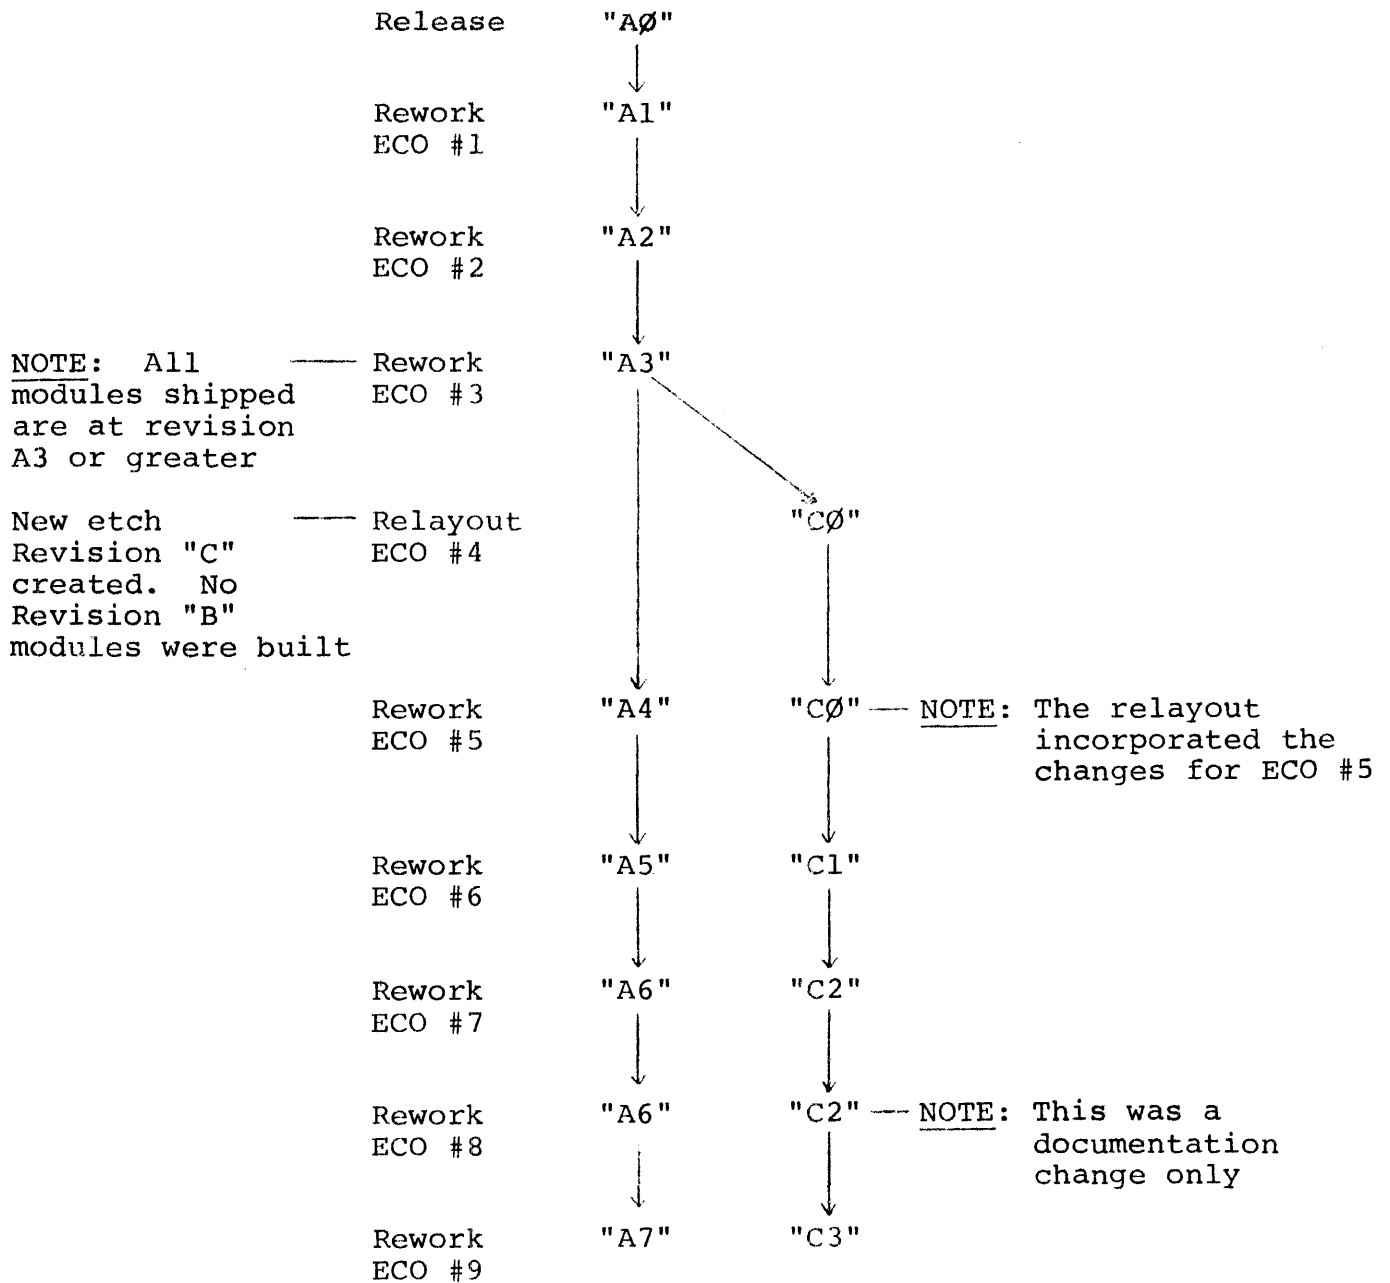 Release "AØ"
Rework "A1"
ECO #1
Rework "A2"
ECO #2
NOTE: All
modules shipped
are at revision
A3 or greater
Rework "A3"
ECO #3
New etch
Revision "C"
created. No
Revision "B"
modules were built
Relayout "CØ"
ECO #4
Rework "A4" "CØ"
ECO #5
NOTE: The relayout
incorporated the
changes for ECO #5
Rework "A5" "C1"
ECO #6
Rework "A6" "C2"
ECO #7
Rework "A6" "C2"
ECO #8
NOTE: This was a
documentation
change only
Rework "A7" "C3"
ECO #9